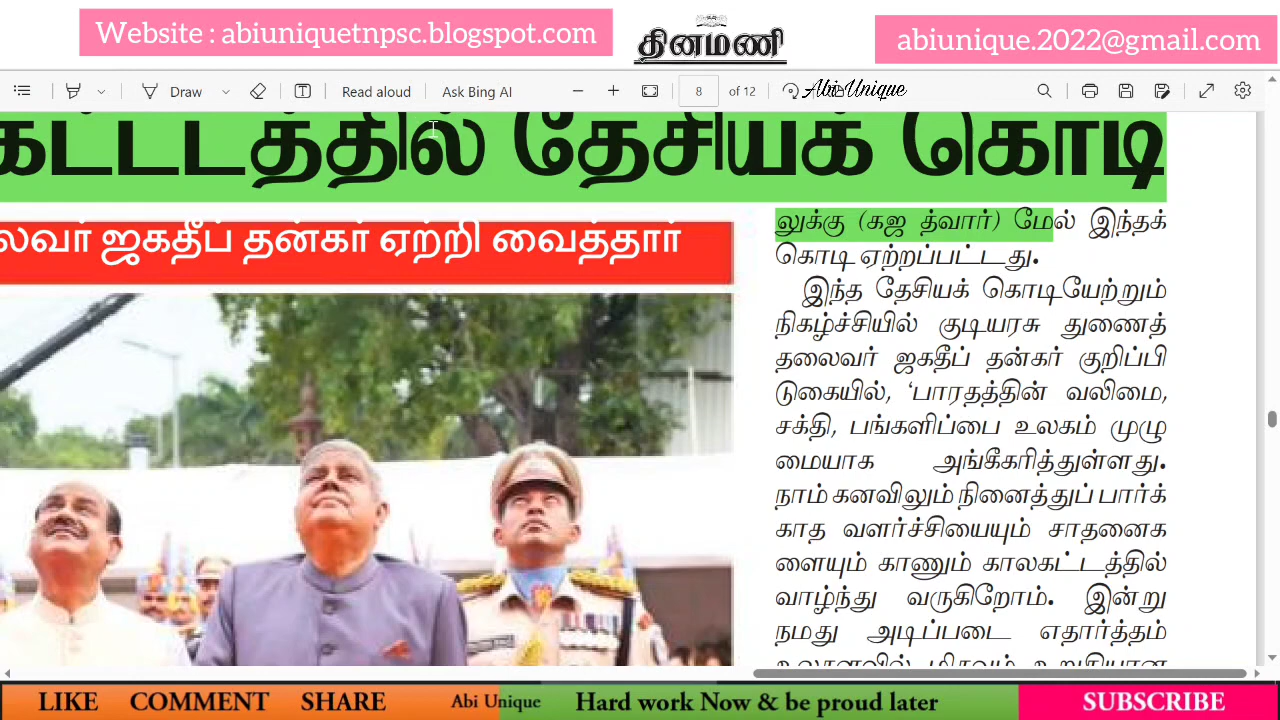 Website : abiuniquetnpsc.blogspot.com
தினமணி
abiunique.2022@gmail.com
Draw
Read aloud
Ask Bing AI
8
of 12
Abi Unique
கட்டத்தில் தேசியக் கொடி
லவர் ஜகதீப் தன்கர் ஏற்றி வைத்தார்
லுக்கு (கஜ த்வார்) மேல் இந்தக்
கொடி ஏற்றப்பட்டது.
இந்த தேசியக் கொடியேற்றும்
நிகழ்ச்சியில் குடியரசு துணைத்
தலைவர் ஜகதீப் தன்கர் குறிப்பி
டுகையில், ‘பாரதத்தின் வலிமை,
சக்தி, பங்களிப்பை உலகம் முழு
மையாக அங்கீகரித்துள்ளது.
நாம் கனவிலும் நினைத்துப் பார்க்
காத வளர்ச்சியையும் சாதனைக
ளையும் காணும் காலகட்டத்தில்
வாழ்ந்து வருகிறோம். இன்று
நமது அடிப்படை எதார்த்தம்
LIKE COMMENT SHARE
Abi Unique
Hard work Now & be proud later
SUBSCRIBE